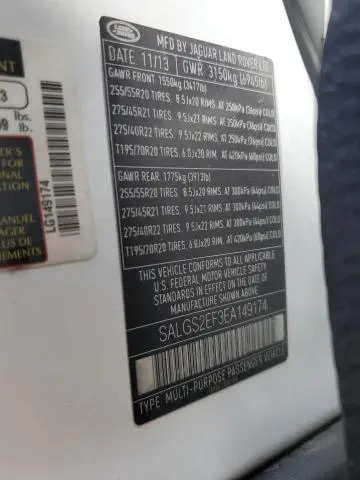 LAND ROVER
MFD BY JAGUAR LAND ROVER LTD
DATE 11/13 GWR 3150kg (6945lb)
GAWR FRONT 1550kg (3417lb)
255/55R20 TIRES 8.5Jx20 RIMS AT 250kPa (36psi) COLD
275/45R21 TIRES 9.5Jx21 RIMS AT 250kPa (36psi) COLD
275/40R22 TIRES 9.5Jx22 RIMS AT 250kPa (36psi) COLD
T195/70R20 TIRES 6.0Jx20 RIMS AT 420kPa (60psi) COLD
GAWR REAR: 1775kg (3913lb)
255/55R20 TIRES 8.5Jx20 RIMS AT 300kPa (44psi) COLD
275/45R21 TIRES 9.5Jx21 RIMS AT 300kPa (44psi) COLD
275/40R22 TIRES 9.5Jx22 RIMS AT 300kPa (44psi) COLD
T195/70R20 TIRES 6.0Jx20 RIMS AT 420kPa (60psi) COLD
THIS VEHICLE CONFORMS TO ALL APPLICABLE
U.S. FEDERAL MOTOR VEHICLE SAFETY
STANDARDS IN EFFECT ON THE DATE OF
MANUFACTURE SHOWN ABOVE
SALGS2EF3EA149174
TYPE: MULTI-PURPOSE PASSENGER VEHICLE
lbs.
lb.
LG149174